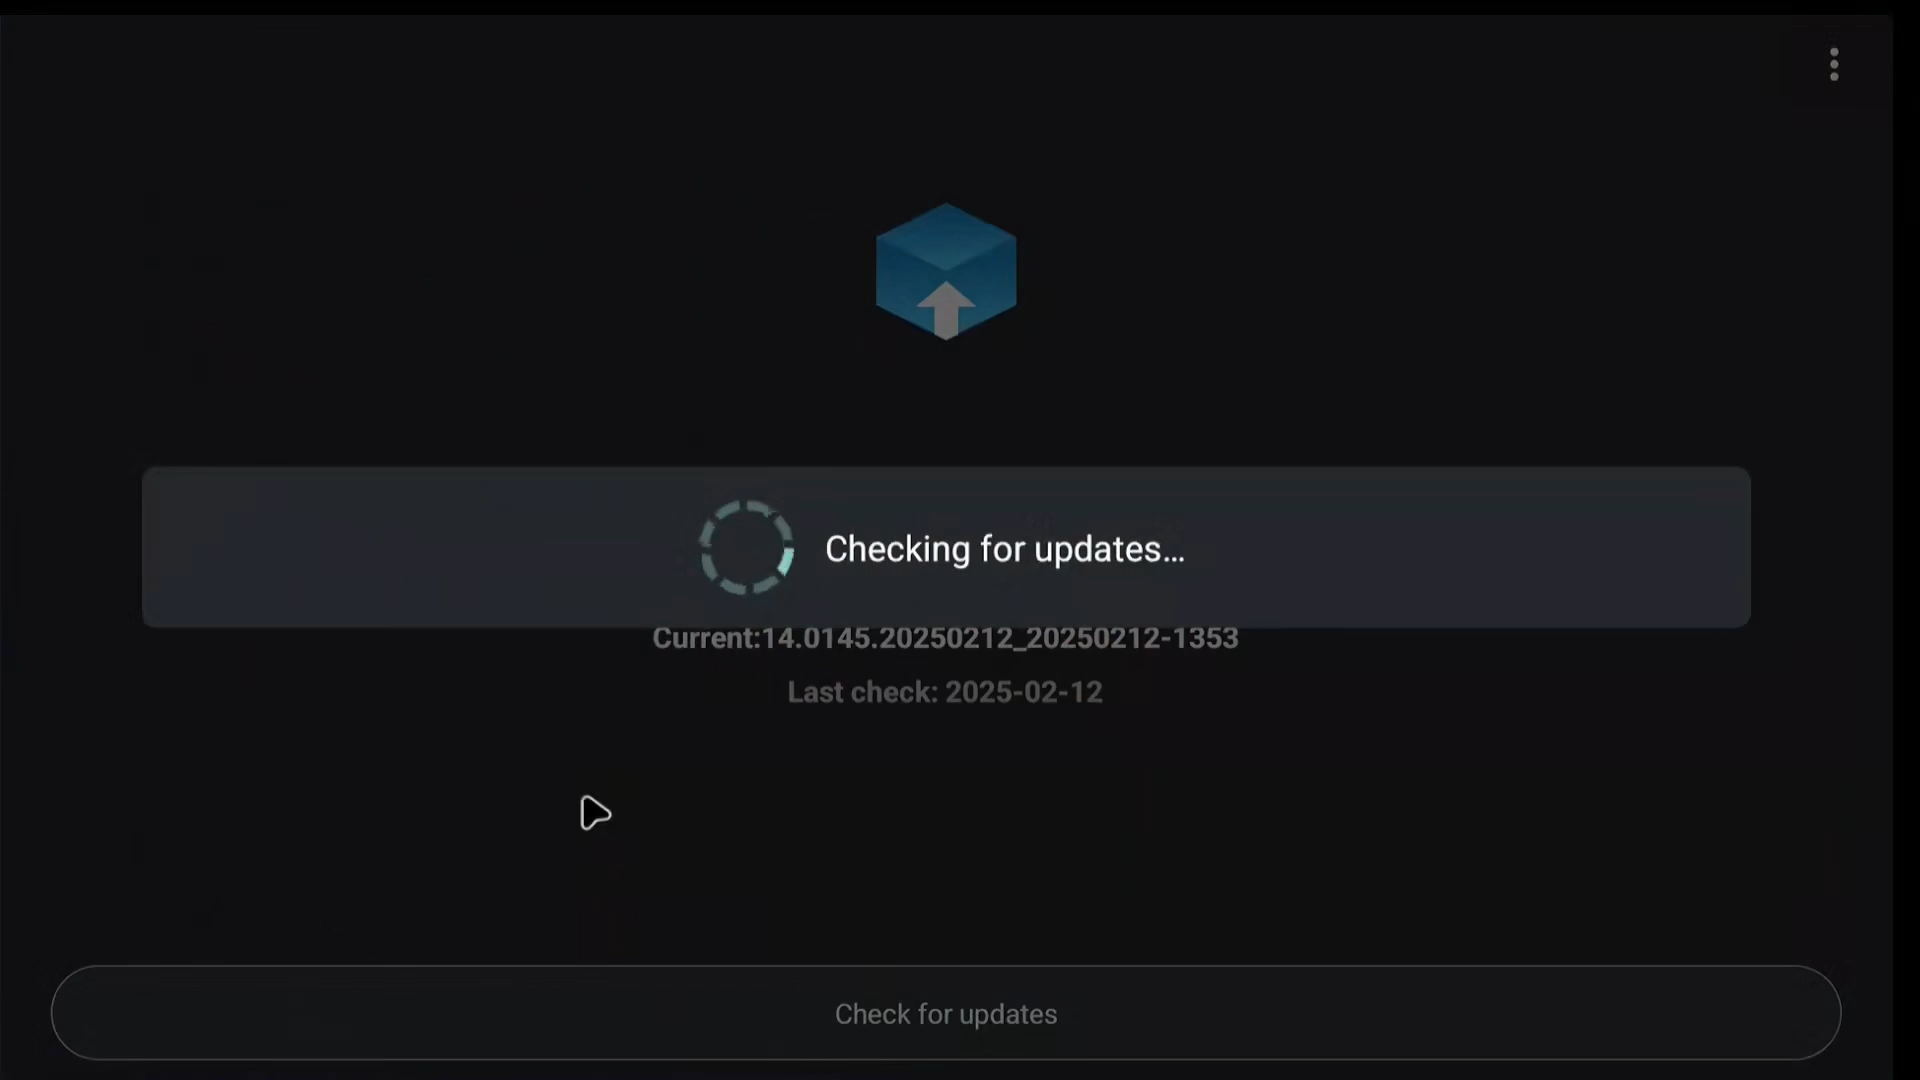 Checking for updates...
Current:14.0145.20250212_20250212-1353
Last check: 2025-02-12
Check for updates